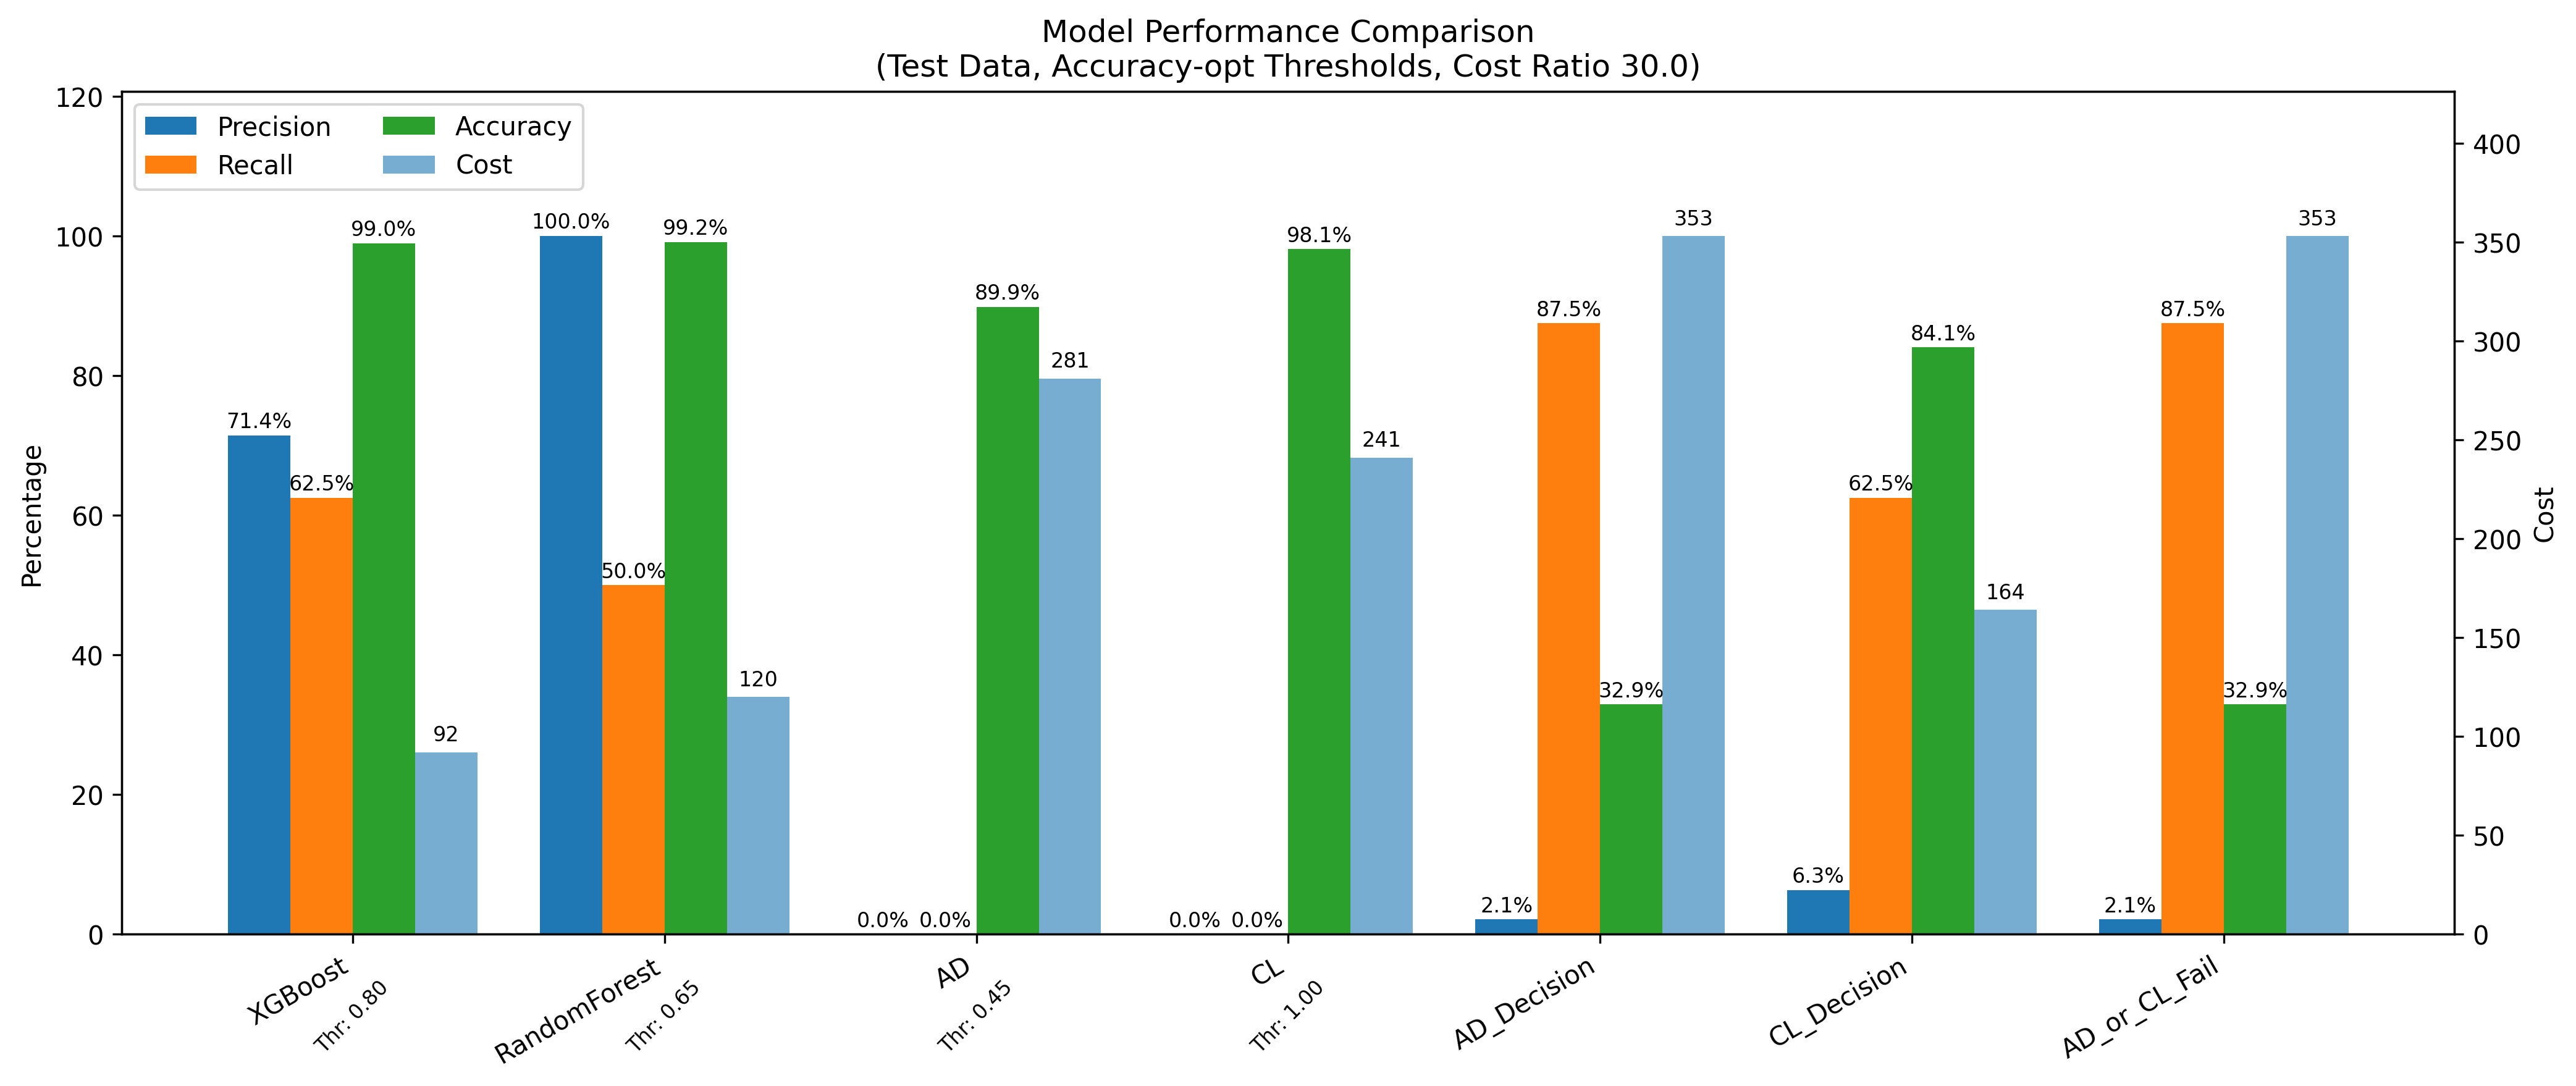 Model Performance Comparison
(Test Data, Accuracy-opt Thresholds, Cost Ratio 30.0)
Precision
Recall
Accuracy
Cost
Percentage
120
100
80
60
40
20
0
71.4%
62.5%
99.0%
92
100.0%
50.0%
99.2%
120
0.0%
0.0%
89.9%
281
0.0%
0.0%
98.1%
241
2.1%
87.5%
32.9%
353
6.3%
62.5%
84.1%
164
2.1%
87.5%
32.9%
353
400
350
300
250
200
150
100
50
0
Cost
XGBoost
Thr: 0.80
RandomForest
Thr: 0.65
AD
Thr: 0.45
CL
Thr: 1.00
AD_Decision
CL_Decision
AD_or_CL_Fail